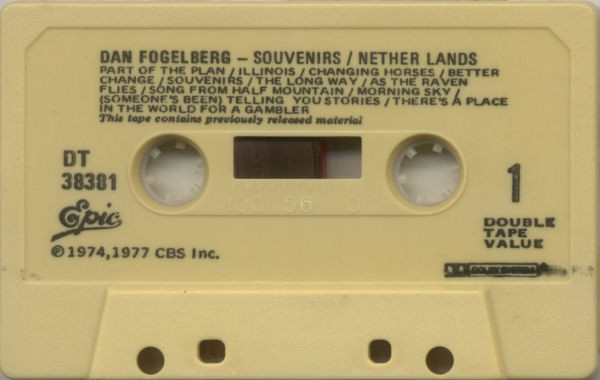 DAN FOGELBERG – SOUVENIRS / NETHER LANDS
PART OF THE PLAN / ILLINOIS / CHANGING HORSES / BETTER
CHANGE / SOUVENIRS / THE LONG WAY / AS THE RAVEN
FLIES / SONG FROM HALF MOUNTAIN / MORNING SKY /
(SOMEONE'S BEEN) TELLING YOU STORIES / THERE'S A PLACE
IN THE WORLD FOR A GAMBLER
This tape contains previously released material
DT
38381
Epic
℗ 1974,1977 CBS Inc.
100 50 0
1
DOUBLE
TAPE
VALUE
DOLBY SYSTEM